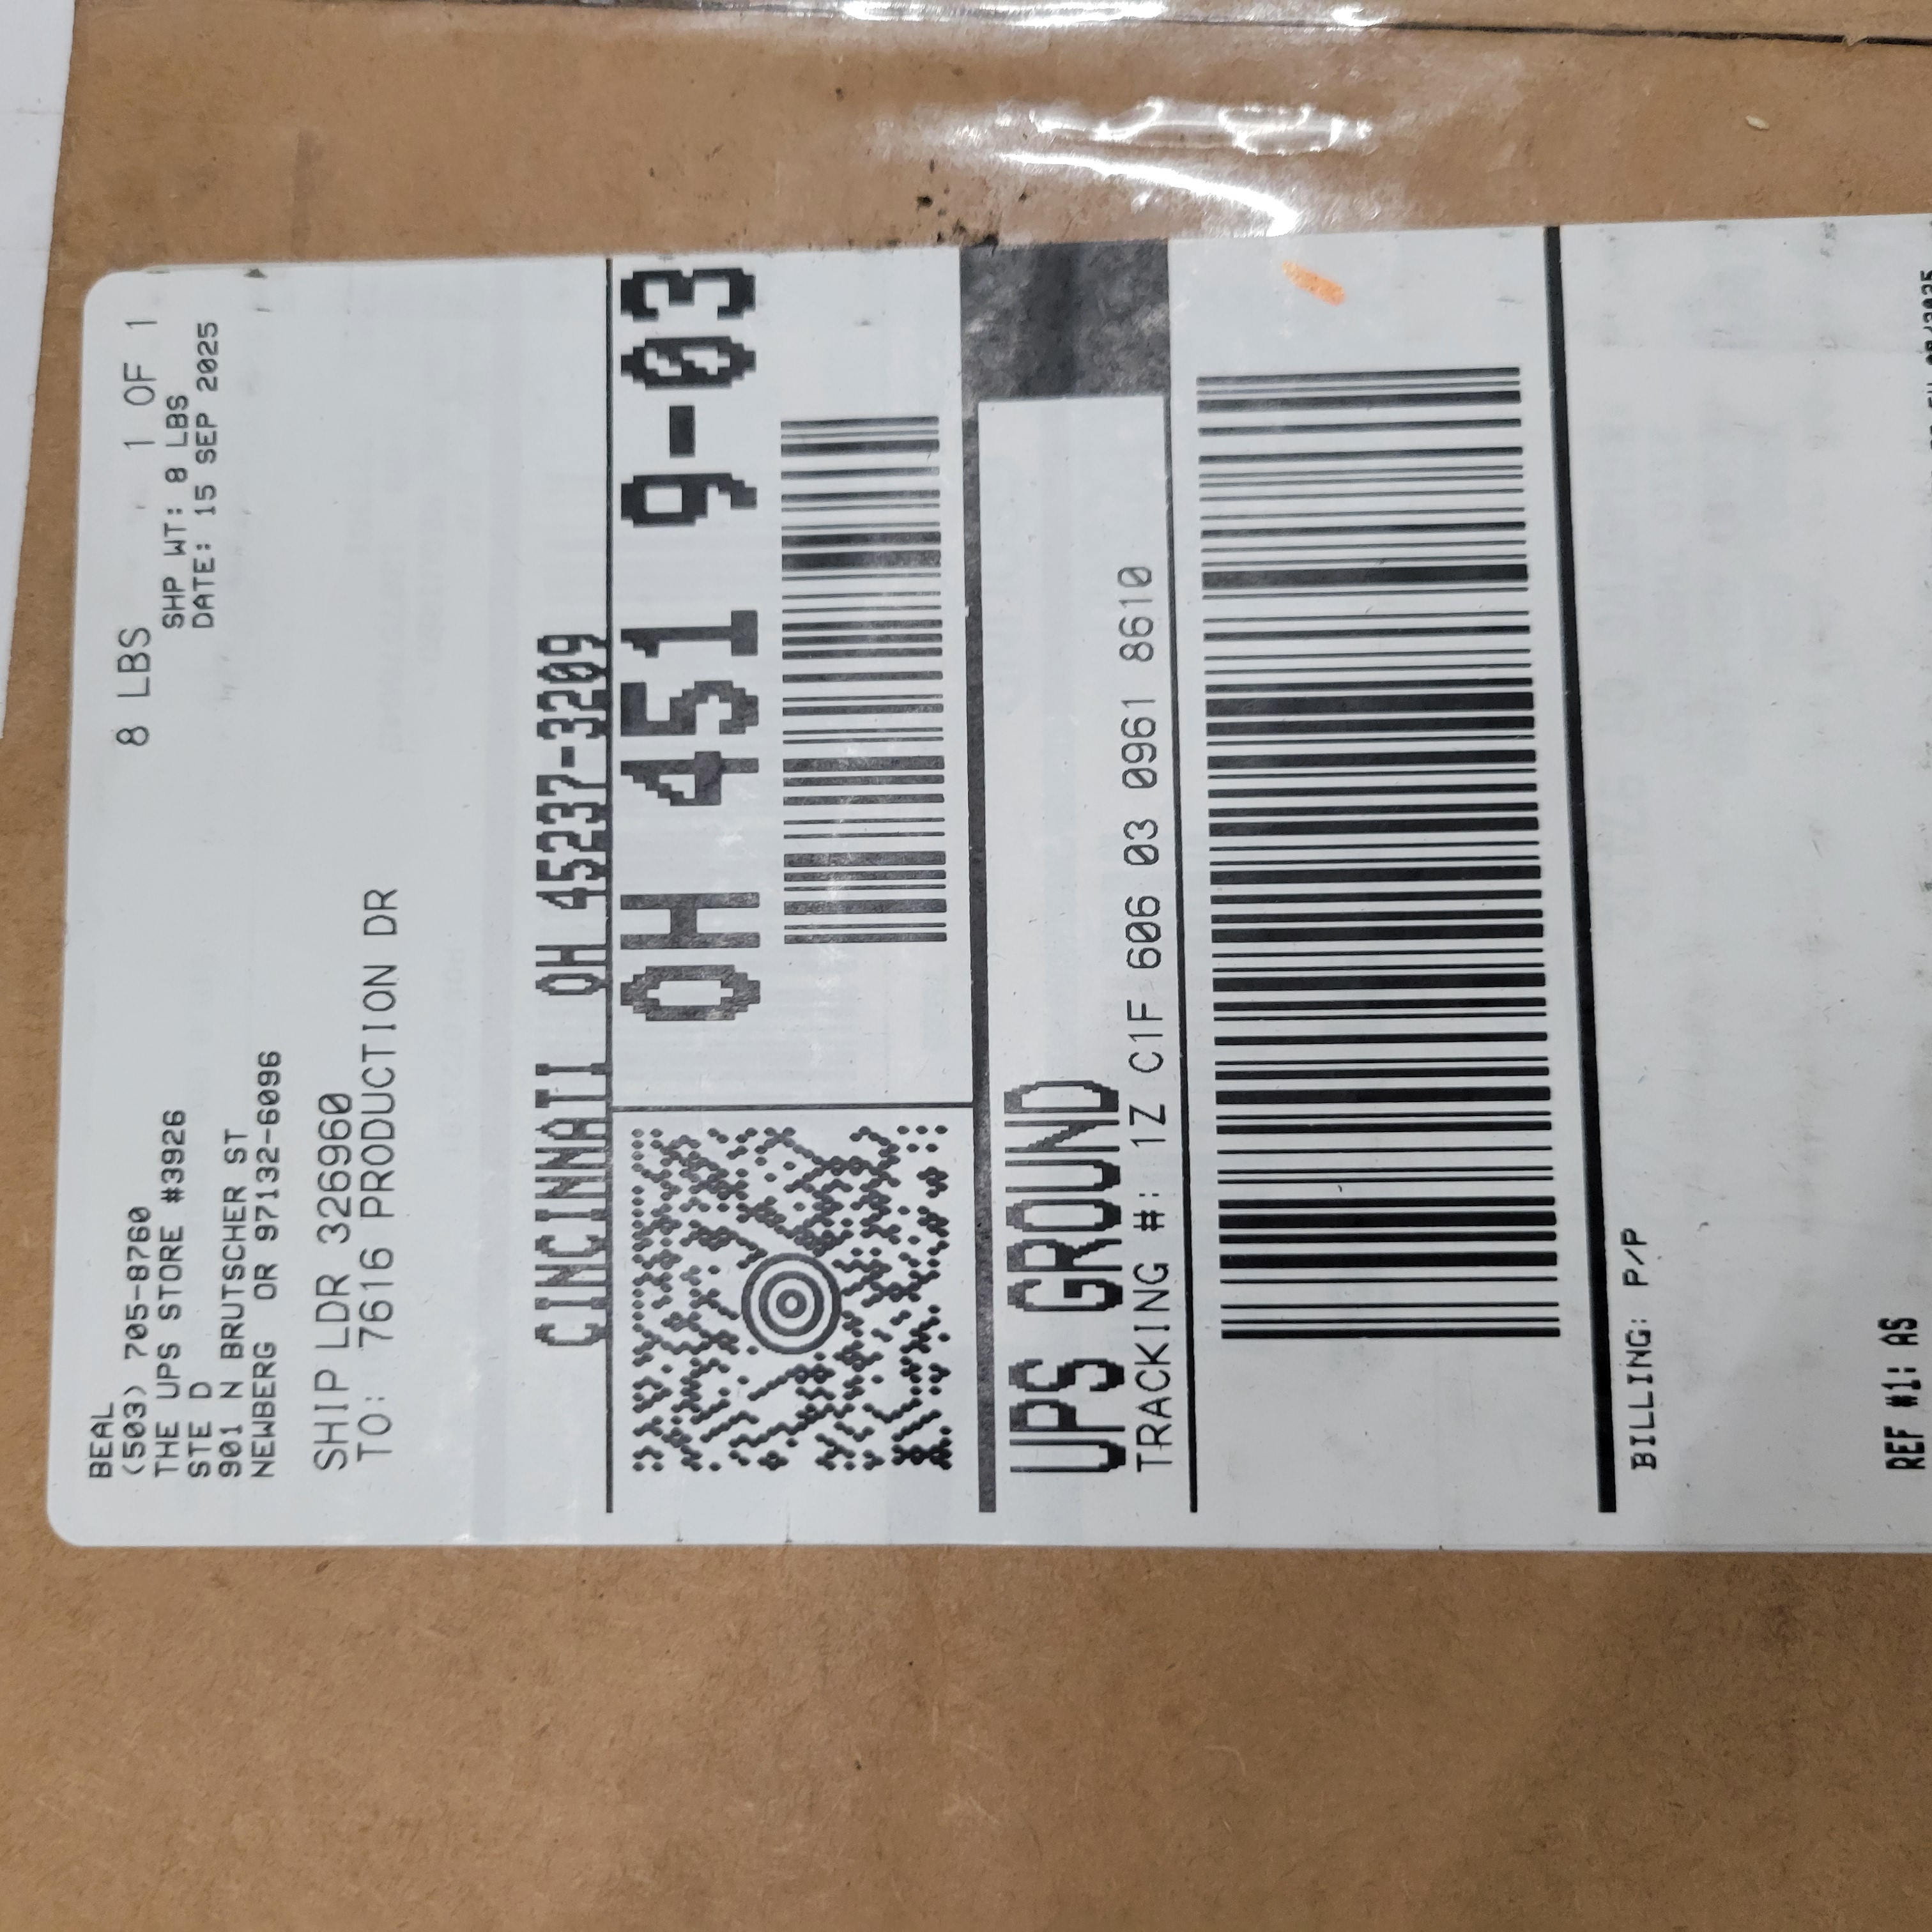 BEAL
(503) 705-8760
THE UPS STORE #3926
STE D
901 N BRUTSCHER ST
NEWBERG OR 97132-6096
8 LBS 1 OF 1
SHP WT: 8 LBS
DATE: 15 SEP 2025
SHIP LDR 326960
TO: 7616 PRODUCTION DR
CINCINNATI OH 45237-3209
OH 451 9-03
UPS GROUND
TRACKING #: 1Z C1F 606 03 0961 8610
BILLING: P/P
REF #1: AS